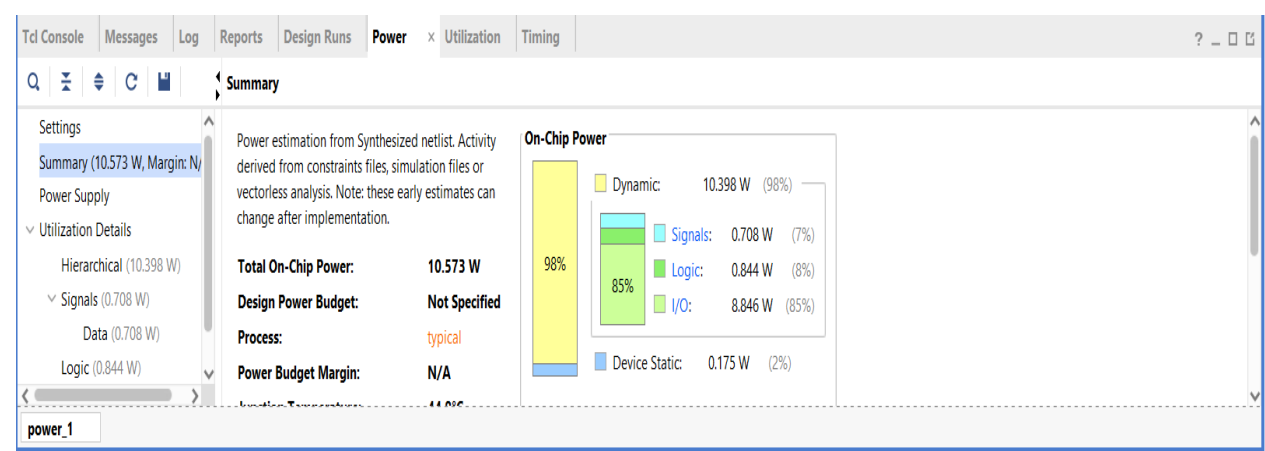 Tcl Console Messages Log Reports Design Runs Power × Utilization Timing ?
Summary
Settings
Summary (10.573 W, Margin: N/
Power Supply
Utilization Details
Hierarchical (10.398 W)
Signals (0.708 W)
Data (0.708 W)
Logic (0.844 W)
Power estimation from Synthesized netlist. Activity
derived from constraints files, simulation files or
vectorless analysis. Note: these early estimates can
change after implementation.
Total On-Chip Power: 10.573 W
Design Power Budget: Not Specified
Process: typical
Power Budget Margin: N/A
On-Chip Power
98%
Dynamic: 10.398 W (98%)
85%
Signals: 0.708 W (7%)
Logic: 0.844 W (8%)
I/O: 8.846 W (85%)
Device Static: 0.175 W (2%)
power_1